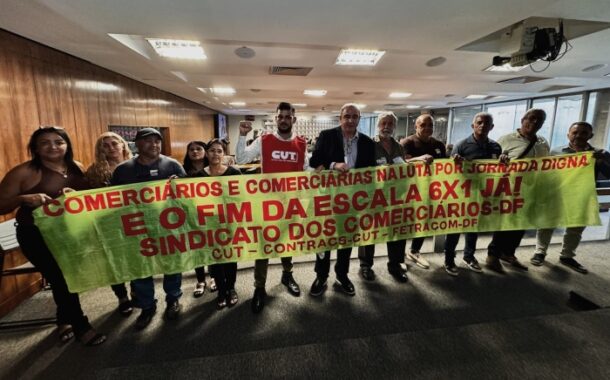 COMERCIÁRIOS E COMERCIÁRIAS NA LUTA POR JORNADA DIGNA
E O FIM DA ESCALA 6X1 JÁ!
SINDICATO DOS COMERCIÁRIOS-DF
CUT - CONTRACS-CUT - FETRACOM-DF
CUT